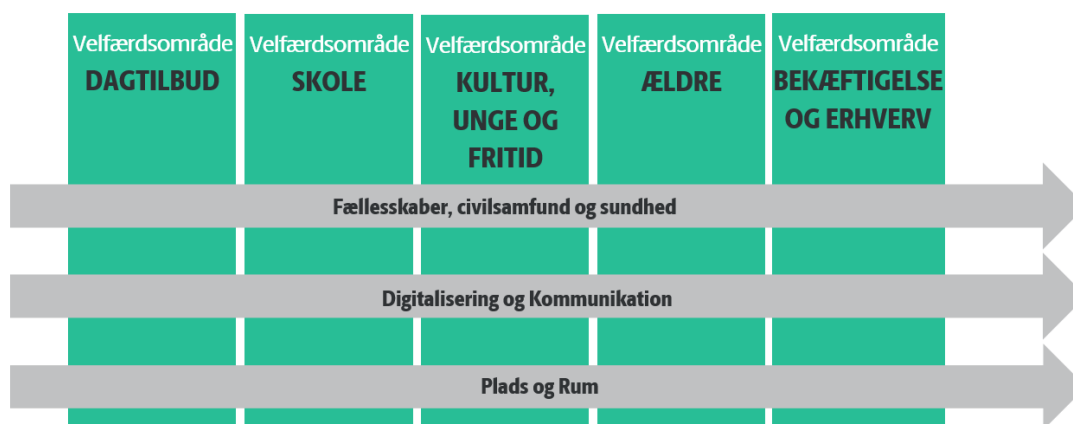 Velfærdsområde
DAGTILBUD
Velfærdsområde
SKOLE
Velfærdsområde
KULTUR,
UNGE OG
FRITID
Velfærdsområde
ÆLDRE
Velfærdsområde
BEKÆFTIGELSE
OG ERHVERV
Fællesskaber, civilsamfund og sundhed
Digitalisering og Kommunikation
Plads og Rum